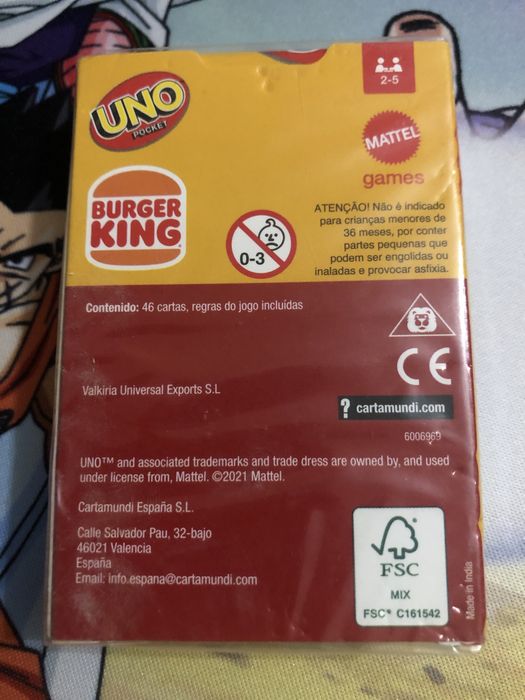 2-5
UNO
POCKET
MATTEL
games
BURGER
KING
0-3
ATENÇÃO! Não é indicado
para crianças menores de
36 meses, por conter
partes pequenas que
podem ser engolidas ou
inaladas e provocar asfixia.
Contenido: 46 cartas, regras do jogo incluídas
CE
Valkiria Universal Exports S.L
? cartamundi.com
6006969
UNO™ and associated trademarks and trade dress are owned by, and used
under license from, Mattel. ©2021 Mattel.
Cartamundi España S.L.
Calle Salvador Pau, 32-bajo
46021 Valencia
España
Email: info.espana@cartamundi.com
FSC
MIX
FSC® C161542
Made in India